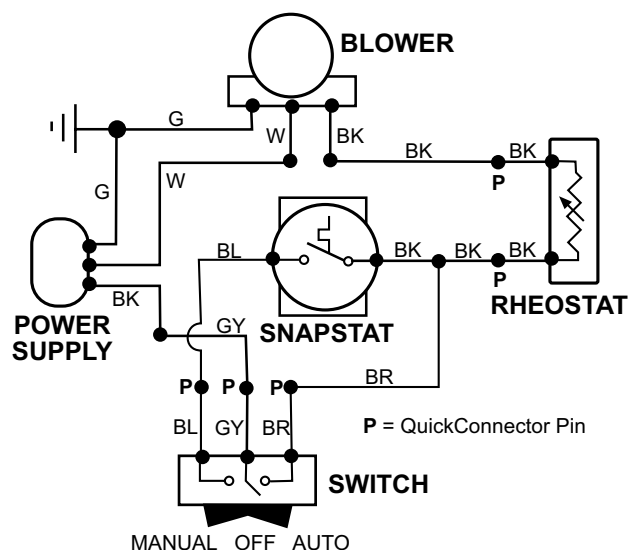 BLOWER
G
W
BK
BK
BK
P
G
W
BL
BK
BK
BK
P
RHEOSTAT
SNAPSTAT
BK
GY
POWER
SUPPLY
BR
P
P
P
BL
GY
BR
P = QuickConnector Pin
SWITCH
MANUAL OFF AUTO